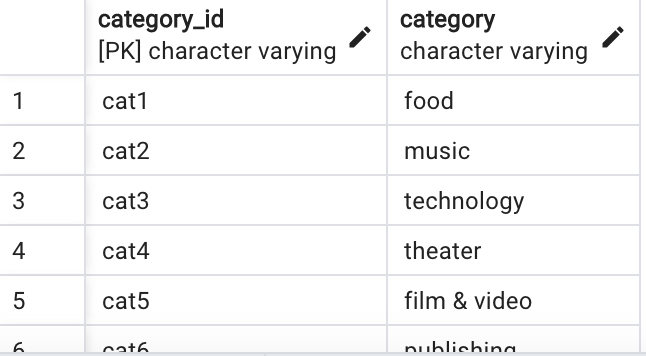 category_id category
[PK] character varying character varying
1 cat1 food
2 cat2 music
3 cat3 technology
4 cat4 theater
5 cat5 film & video
6 cat6 publishing